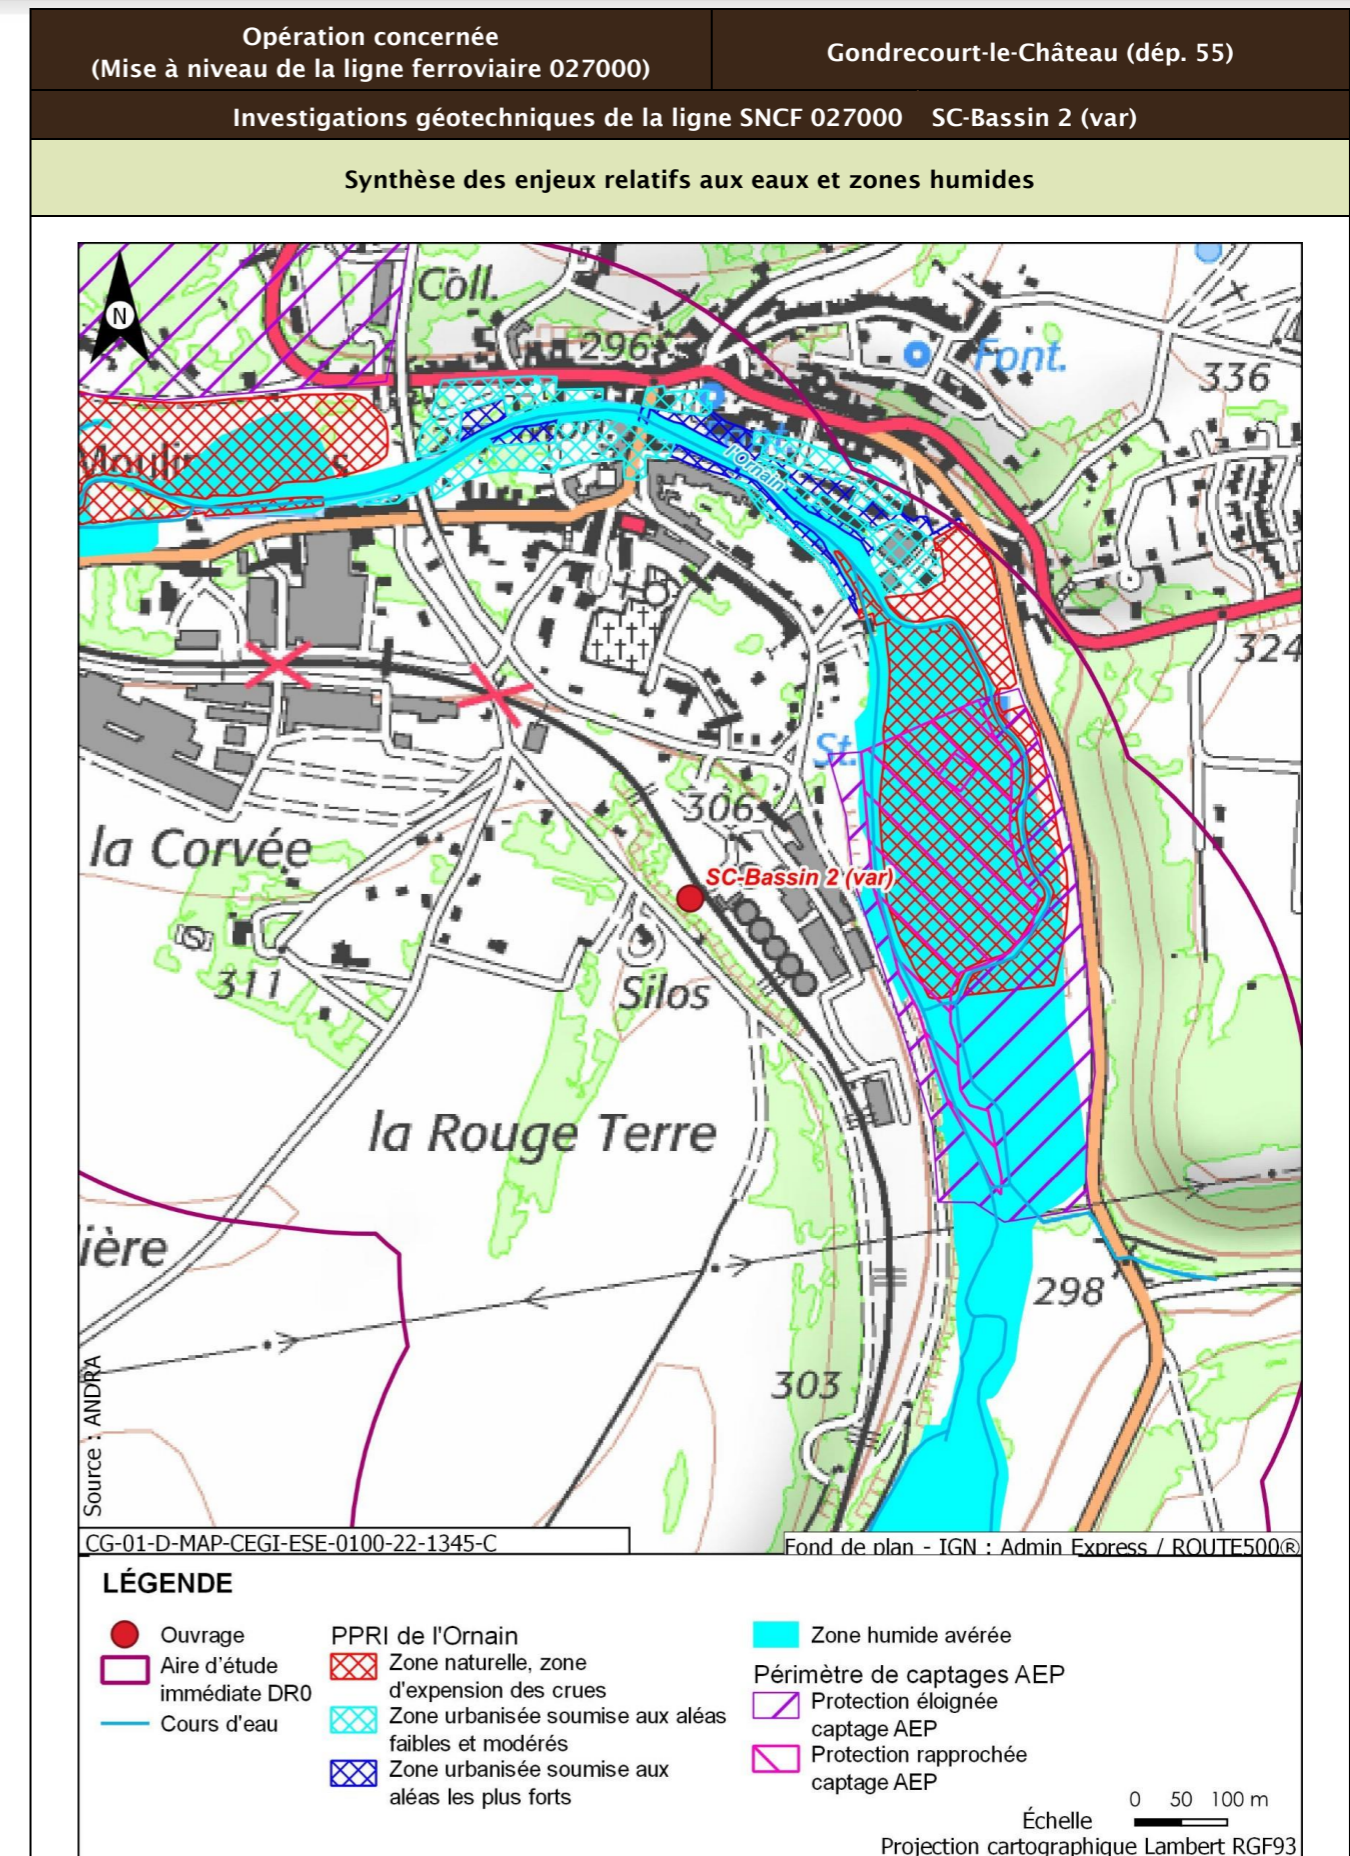 Opération concernée
(Mise à niveau de la ligne ferroviaire 027000)
Gondrecourt-le-Château (dép. 55)
Investigations géotechniques de la ligne SNCF 027000 SC-Bassin 2 (var)
Synthèse des enjeux relatifs aux eaux et zones humides
N
Coll.
296
Font.
336
l'Ornain
324
St.
306
la Corvée
SC-Bassin 2 (var)
311
Silos
la Rouge Terre
ière
298
303
Source : ANDRA
CG-01-D-MAP-CEGI-ESE-0100-22-1345-C
Fond de plan - IGN : Admin Express / ROUTE500®
LÉGENDE
Ouvrage
Aire d'étude
immédiate DR0
Cours d'eau
PPRI de l'Ornain
Zone naturelle, zone
d'expension des crues
Zone urbanisée soumise aux aléas
faibles et modérés
Zone urbanisée soumise aux
aléas les plus forts
Zone humide avérée
Périmètre de captages AEP
Protection éloignée
captage AEP
Protection rapprochée
captage AEP
0 50 100 m
Échelle
Projection cartographique Lambert RGF93